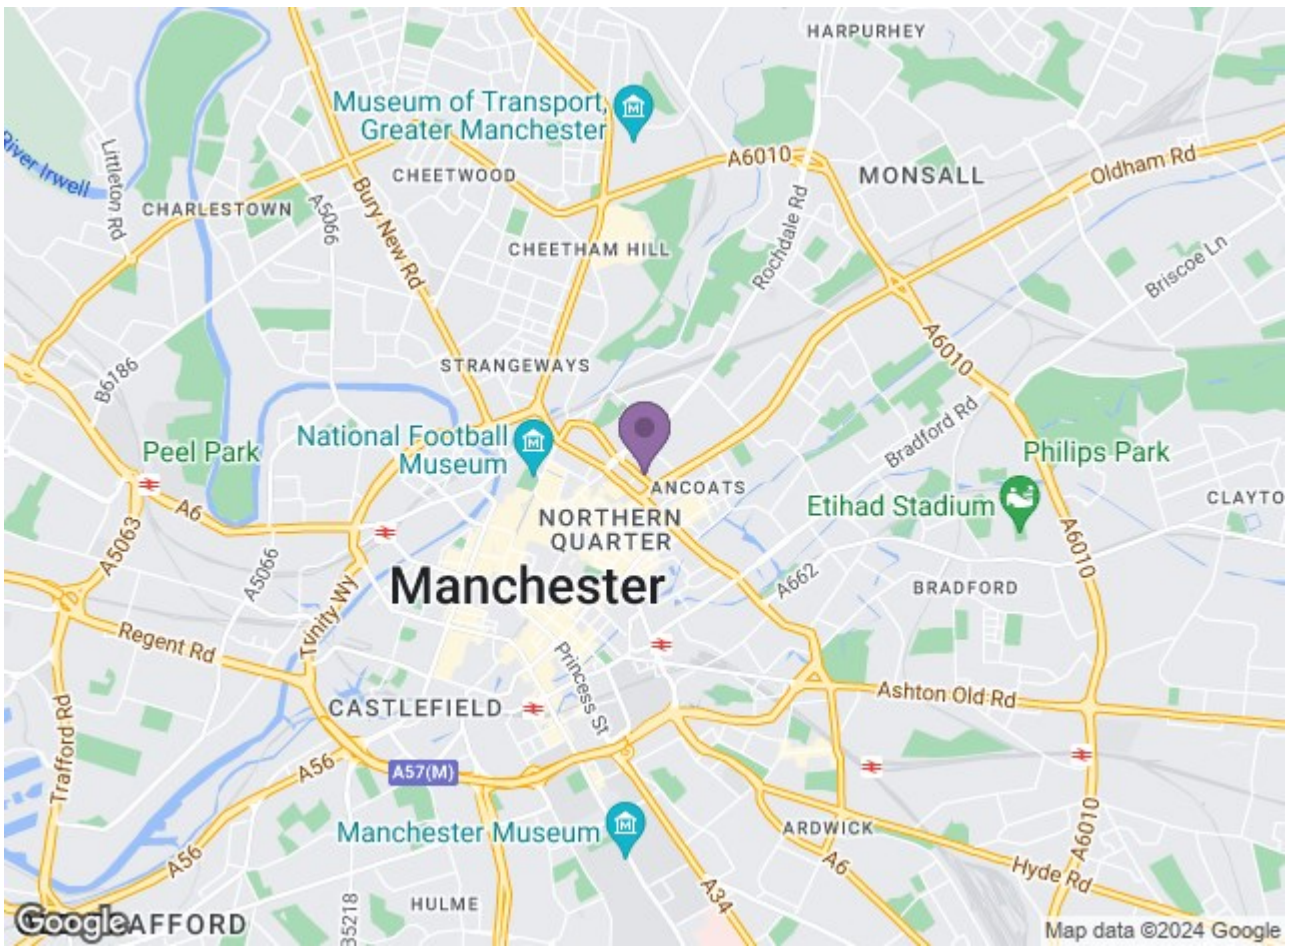 HARPURHEY
Museum of Transport,
Greater Manchester
A6010
Oldham Rd
River Irwell
Littleton Rd
CHEETWOOD
MONSALL
CHARLESTOWN
A5066
Bury New Rd
Rochdale Rd
CHEETHAM HILL
Briscoe Ln
A6010
STRANGEWAYS
B6186
Bradford Rd
National Football
Museum
Peel Park
Philips Park
ANCOATS
Etihad Stadium
CLAYTO
A6
NORTHERN
QUARTER
A5063
A6010
A5066
Manchester
A662
BRADFORD
Trinity Wy
Regent Rd
Princess St
Ashton Old Rd
CASTLEFIELD
Trafford Rd
A56
A57(M)
Manchester Museum
ARDWICK
A6010
A56
A6
Hyde Rd
A34
HULME
B5218
Google
AFFORD
Map data ©2024 Google